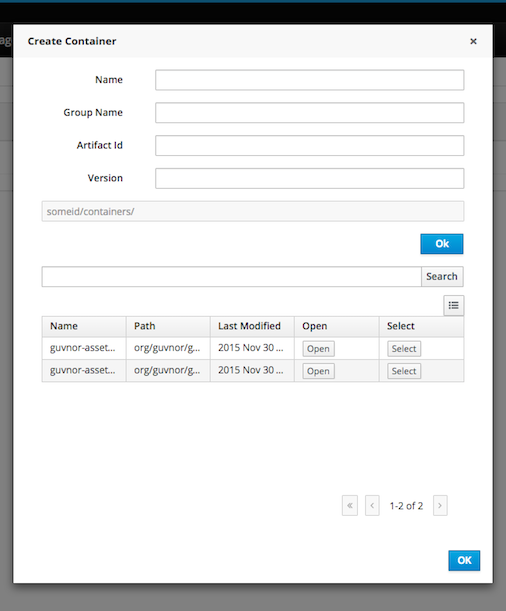 ag
Create Container ×
Name
Group Name
Artifact Id
Version
someid/containers/
Ok
Search
Name Path Last Modified Open Select
guvnor-asset... org/guvnor/g... 2015 Nov 30 ... Open Select
guvnor-asset... org/guvnor/g... 2015 Nov 30 ... Open Select
« ‹ 1-2 of 2 ›
OK